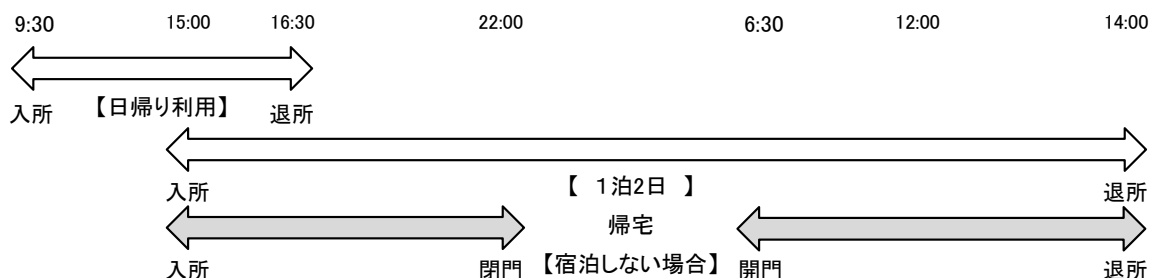 9:30 15:00 16:30 22:00 6:30 12:00 14:00
入所 【日帰り利用】 退所
入所 【 1泊2日 】 退所
帰宅
入所 閉門 【宿泊しない場合】 開門 退所